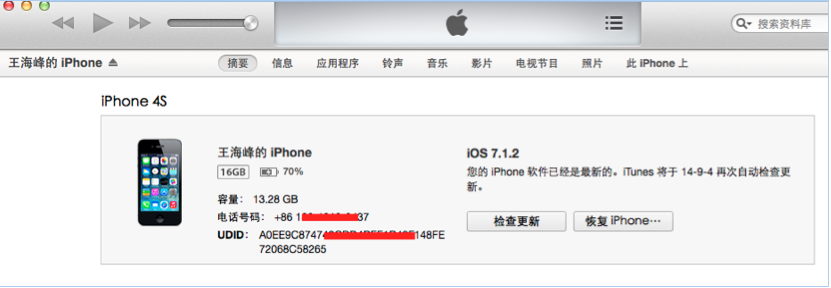 搜索资料库
王海峰的 iPhone
摘要 信息 应用程序 铃声 音乐 影片 电视节目 照片 此 iPhone 上
iPhone 4S
王海峰的 iPhone
16GB 70%
容量: 13.28 GB
电话号码: +86 1 37
UDID: A0EE9C8747 148FE
72068C58265
iOS 7.1.2
您的 iPhone 软件已经是最新的。iTunes 将于 14-9-4 再次自动检查更
新。
检查更新 恢复 iPhone…